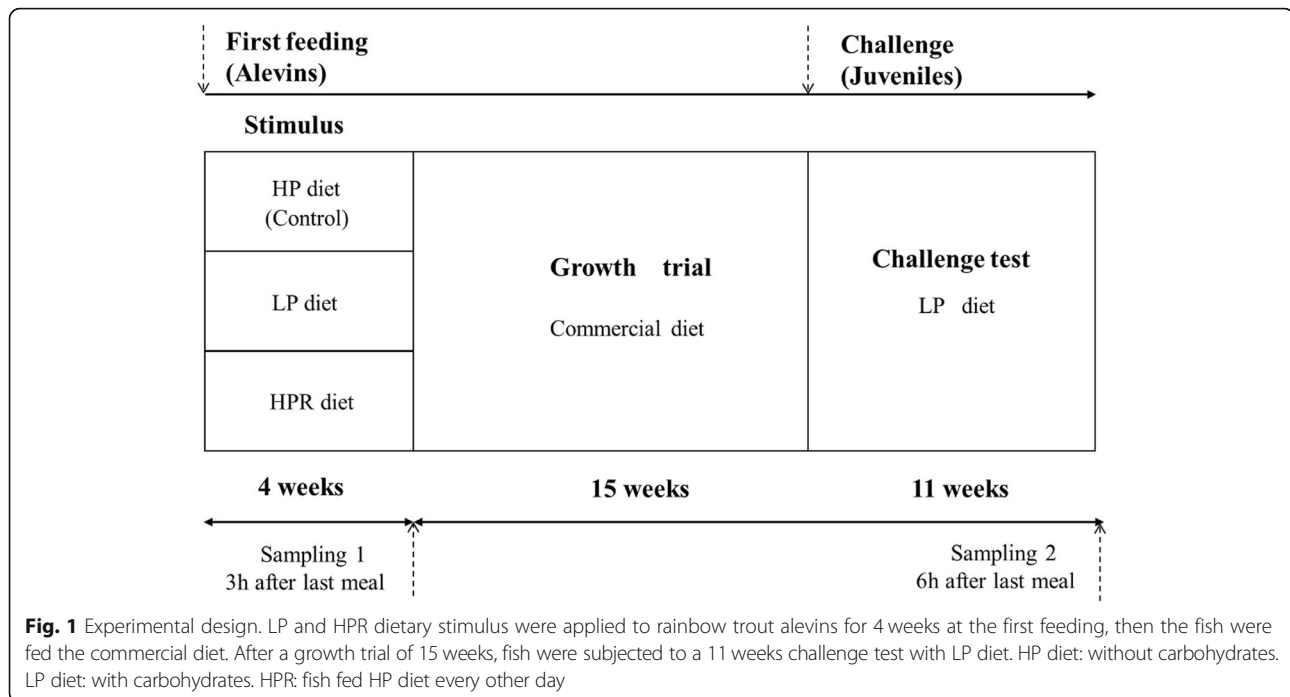 First feeding
(Alevins)
Challenge
(Juveniles)
Stimulus
HP diet
(Control)
LP diet
HPR diet
Growth trial
Commercial diet
Challenge test
LP diet
4 weeks
15 weeks
11 weeks
Sampling 1
3h after last meal
Sampling 2
6h after last meal
Fig. 1 Experimental design. LP and HPR dietary stimulus were applied to rainbow trout alevins for 4 weeks at the first feeding, then the fish were
fed the commercial diet. After a growth trial of 15 weeks, fish were subjected to a 11 weeks challenge test with LP diet. HP diet: without carbohydrates.
LP diet: with carbohydrates. HPR: fish fed HP diet every other day